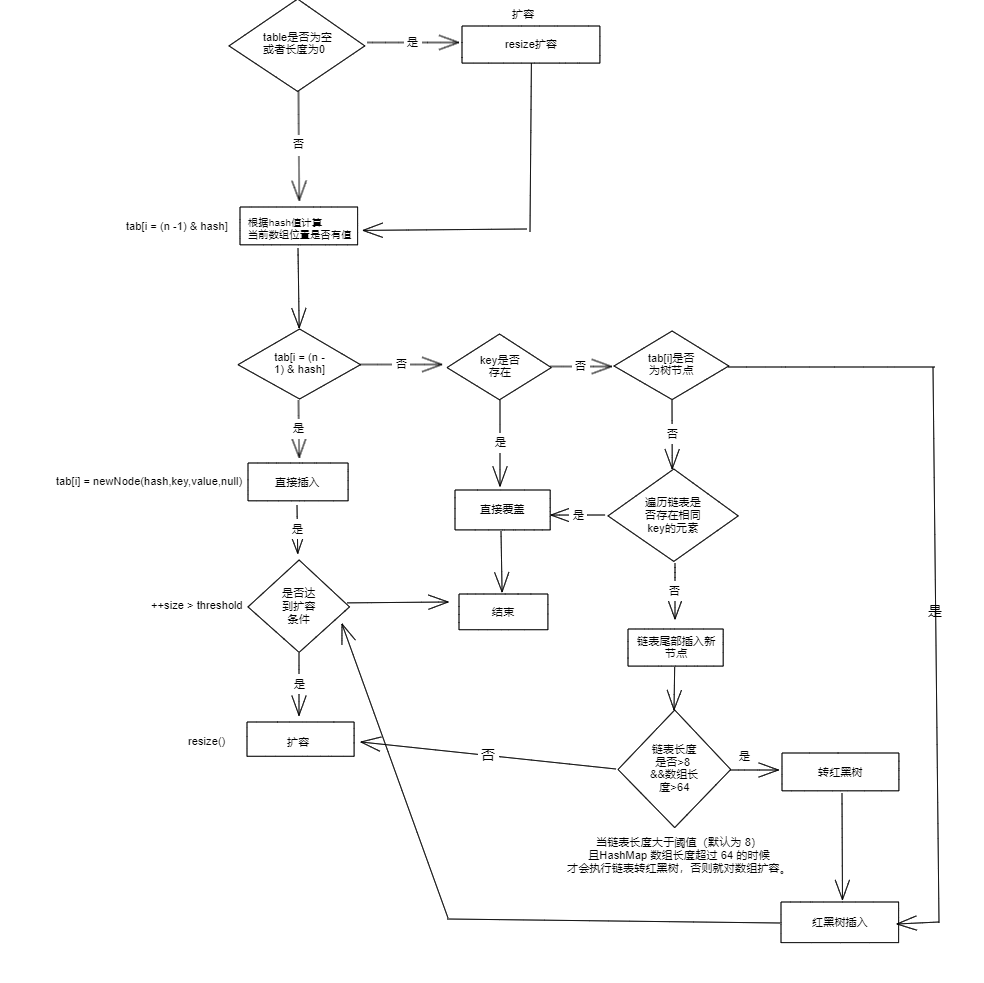 扩容
table是否为空
或者长度为0
是
resize扩容
否
tab[i = (n -1) & hash]
根据hash值计算
当前数组位置是否有值
tab[i = (n -
1) & hash]
否
key是否
存在
否
tab[i]是否
为树节点
是
是
否
tab[i] = newNode(hash,key,value,null)
直接插入
直接覆盖
是
遍历链表是
否存在相同
key的元素
是
++size > threshold
是否达
到扩容
条件
结束
否
是
链表尾部插入新
节点
是
resize()
扩容
否
链表长度
是否>8
&&数组长
度>64
是
转红黑树
当链表长度大于阈值（默认为 8）
且HashMap 数组长度超过 64 的时候
才会执行链表转红黑树，否则就对数组扩容。
红黑树插入